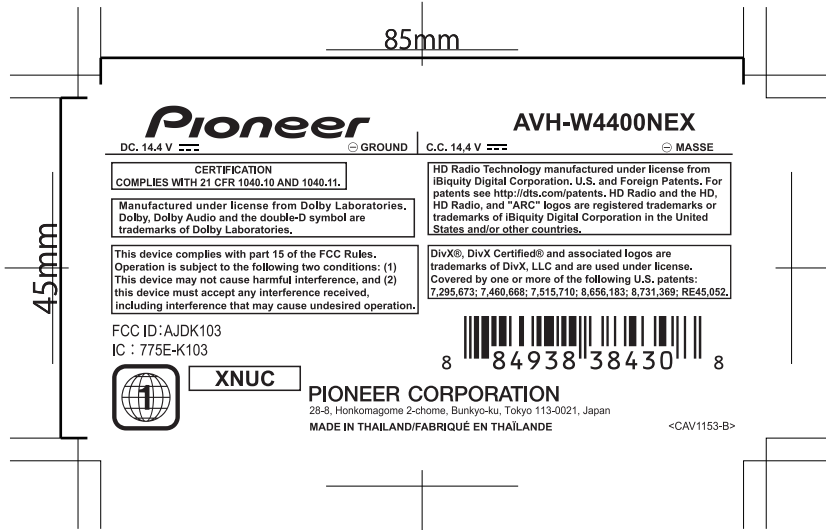 85mm
45mm
Pioneer
AVH-W4400NEX
DC. 14.4 V ⎓ ⊖ GROUND
C.C. 14,4 V ⎓ ⊖ MASSE
CERTIFICATION
COMPLIES WITH 21 CFR 1040.10 AND 1040.11.
Manufactured under license from Dolby Laboratories.
Dolby, Dolby Audio and the double-D symbol are
trademarks of Dolby Laboratories.
This device complies with part 15 of the FCC Rules.
Operation is subject to the following two conditions: (1)
This device may not cause harmful interference, and (2)
this device must accept any interference received,
including interference that may cause undesired operation.
HD Radio Technology manufactured under license from
iBiquity Digital Corporation. U.S. and Foreign Patents. For
patents see http://dts.com/patents. HD Radio and the HD,
HD Radio, and "ARC" logos are registered trademarks or
trademarks of iBiquity Digital Corporation in the United
States and/or other countries.
DivX®, DivX Certified® and associated logos are
trademarks of DivX, LLC and are used under license.
Covered by one or more of the following U.S. patents:
7,295,673; 7,460,668; 7,515,710; 8,656,183; 8,731,369; RE45,052.
FCC ID:AJDK103
IC : 775E-K103
8 84938 38430 8
1
XNUC
PIONEER CORPORATION
28-8, Honkomagome 2-chome, Bunkyo-ku, Tokyo 113-0021, Japan
MADE IN THAILAND/FABRIQUÉ EN THAÏLANDE
<CAV1153-B>